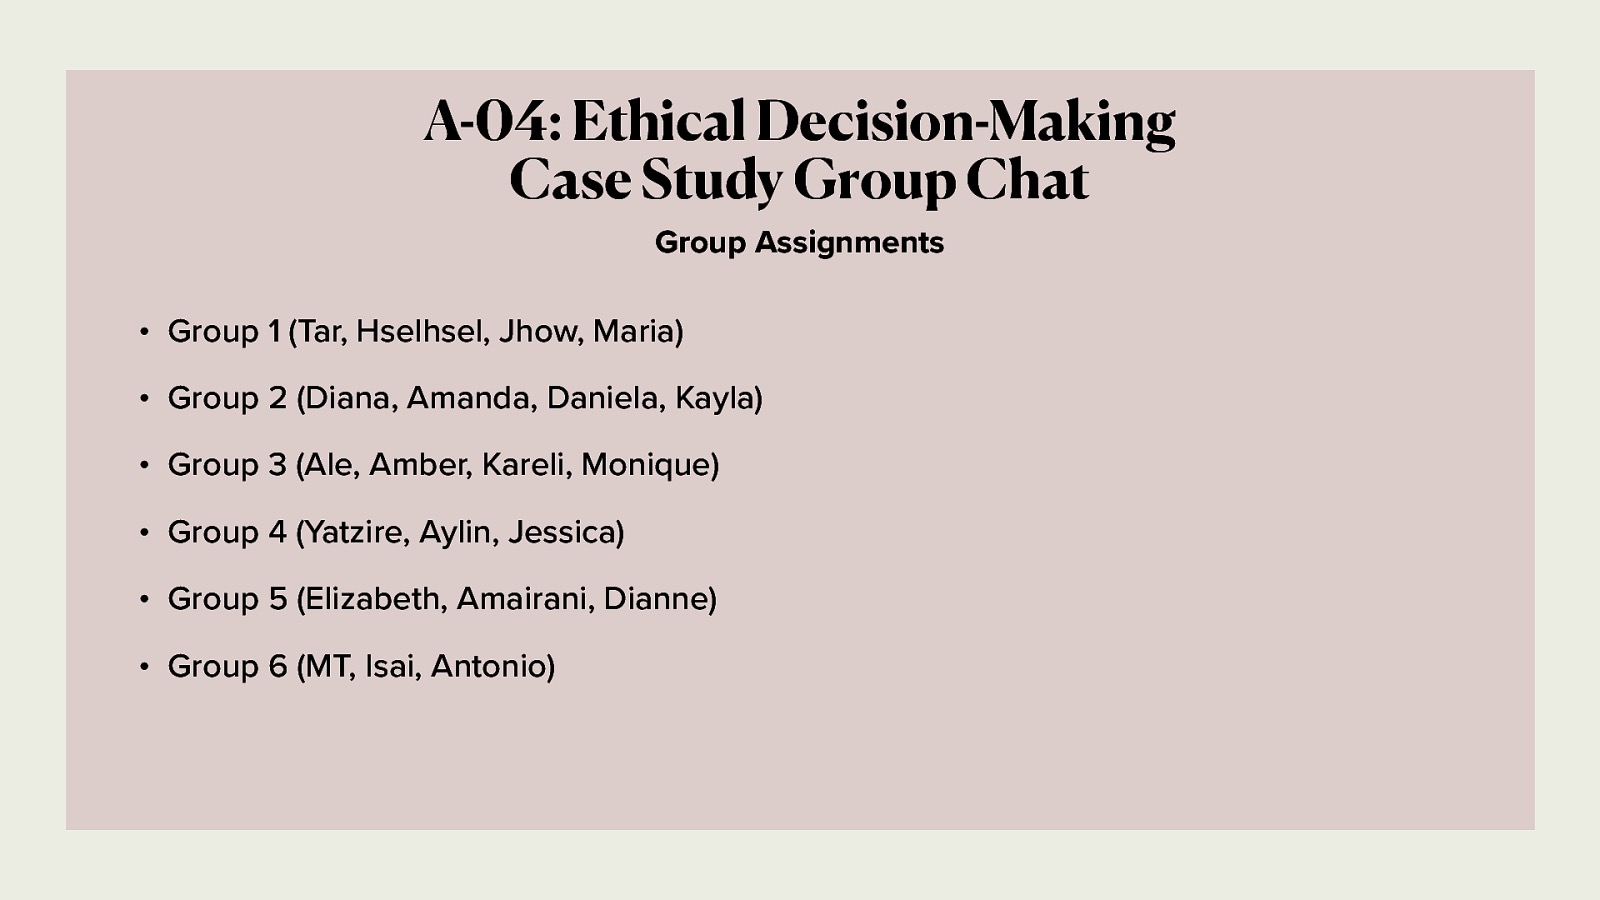 A-04: Ethical Decision-Making
Case Study Group Chat
Group Assignments
• Group 1 (Tar, Hselhsel, Jhow, Maria)
• Group 2 (Diana, Amanda, Daniela, Kayla)
• Group 3 (Ale, Amber, Kareli, Monique)
• Group 4 (Yatzire, Aylin, Jessica)
• Group 5 (Elizabeth, Amairani, Dianne)
• Group 6 (MT, Isai, Antonio)